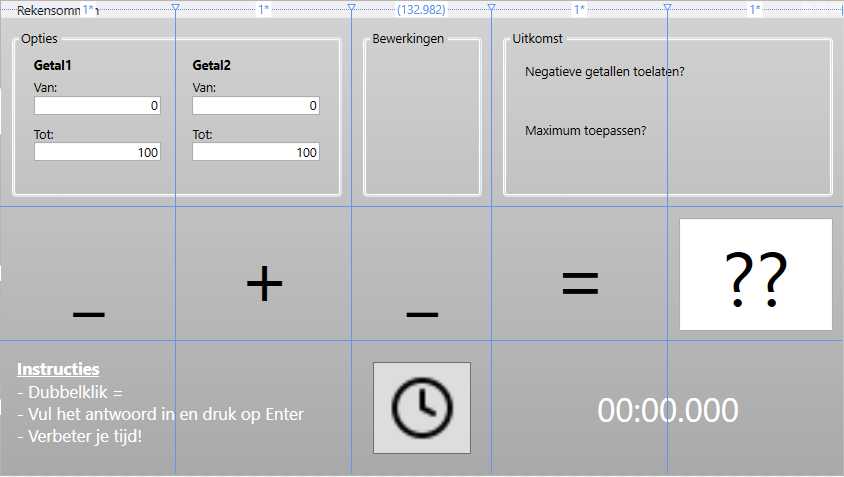 Rekensommen
1* 1* (132.982) 1* 1*
Opties
Bewerkingen
Uitkomst
Getal1
Getal2
Van:
Van:
0
0
Tot:
Tot:
100
100
Negatieve getallen toelaten?
Maximum toepassen?
_ + _ = ??
Instructies
- Dubbelklik =
- Vul het antwoord in en druk op Enter
- Verbeter je tijd!
00:00.000